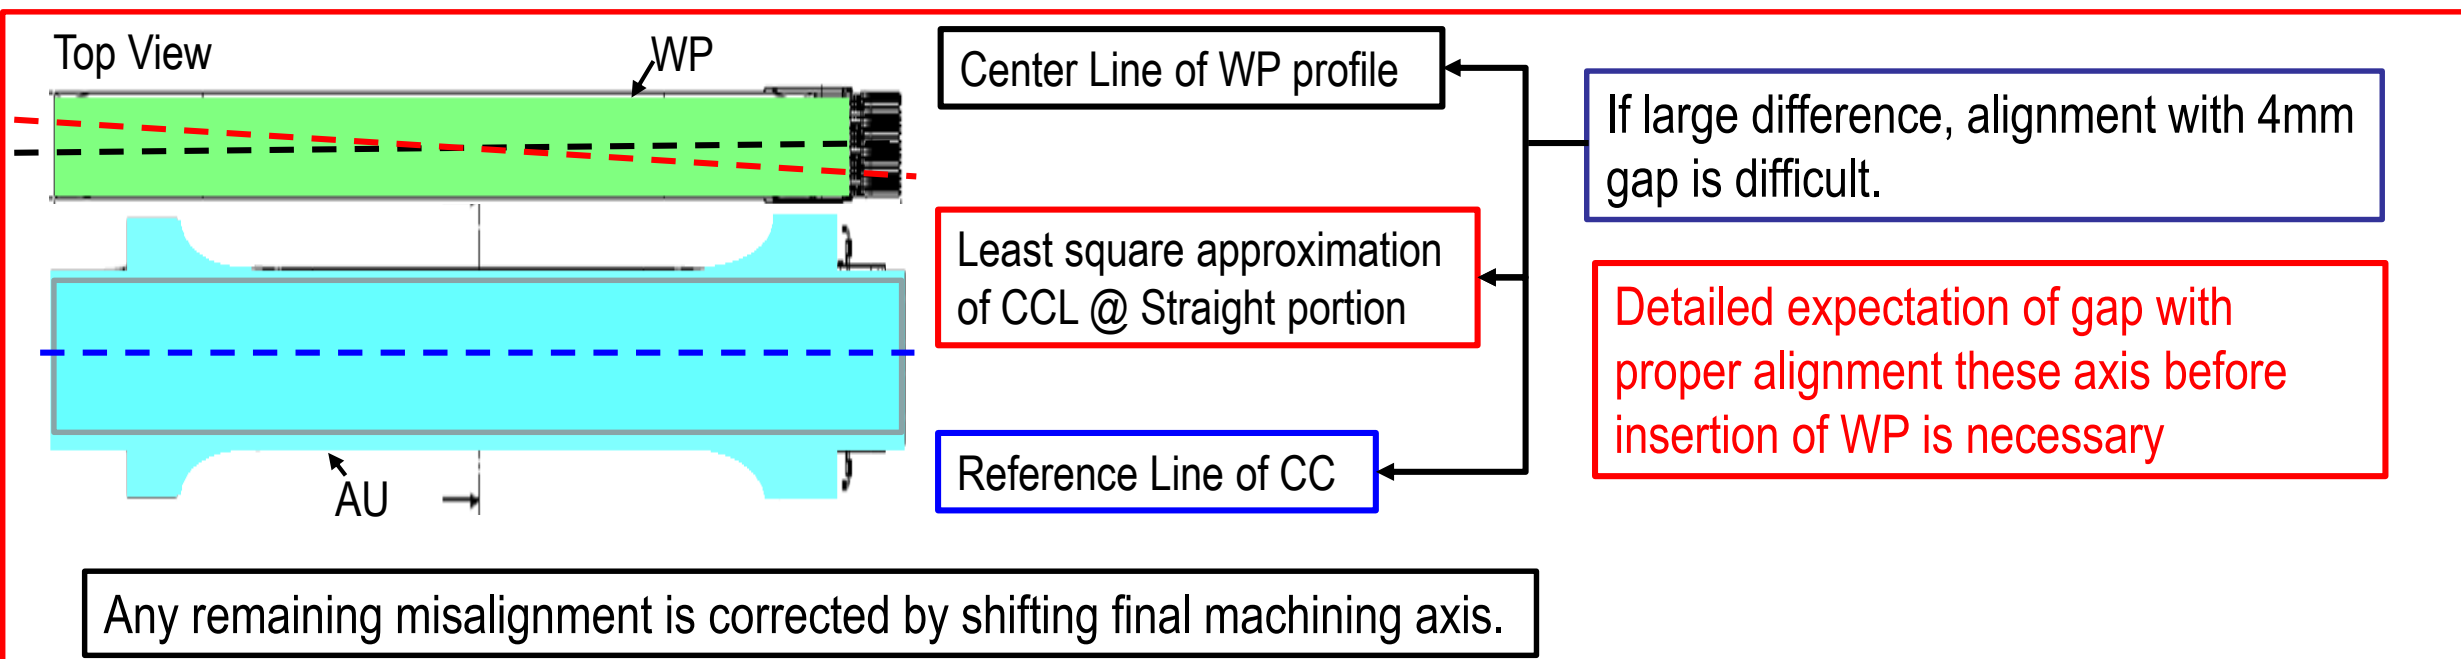 Top View
WP
Center Line of WP profile
If large difference, alignment with 4mm
gap is difficult.
Least square approximation
of CCL @ Straight portion
Detailed expectation of gap with
proper alignment these axis before
insertion of WP is necessary
Reference Line of CC
AU
Any remaining misalignment is corrected by shifting final machining axis.